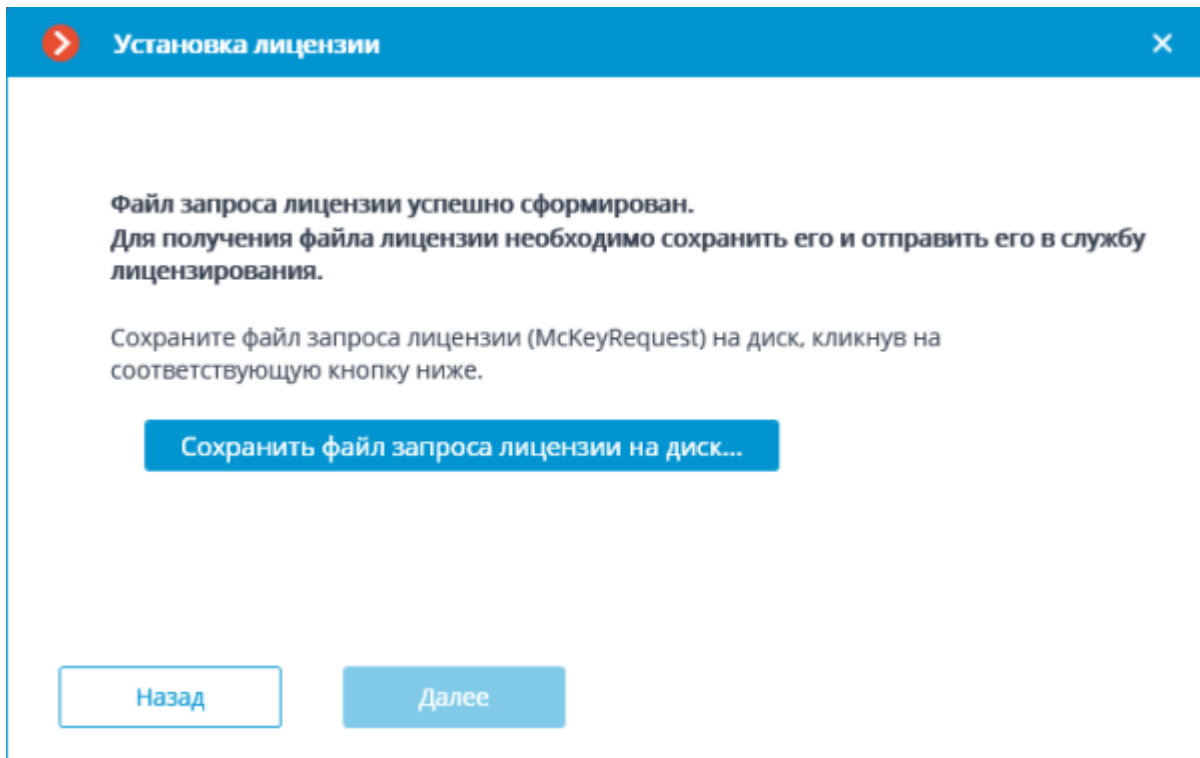 Установка лицензии
Файл запроса лицензии успешно сформирован.
Для получения файла лицензии необходимо сохранить его и отправить его в службу
лицензирования.
Сохраните файл запроса лицензии (McKeyRequest) на диск, кликнув на
соответствующую кнопку ниже.
Сохранить файл запроса лицензии на диск...
Назад
Далее